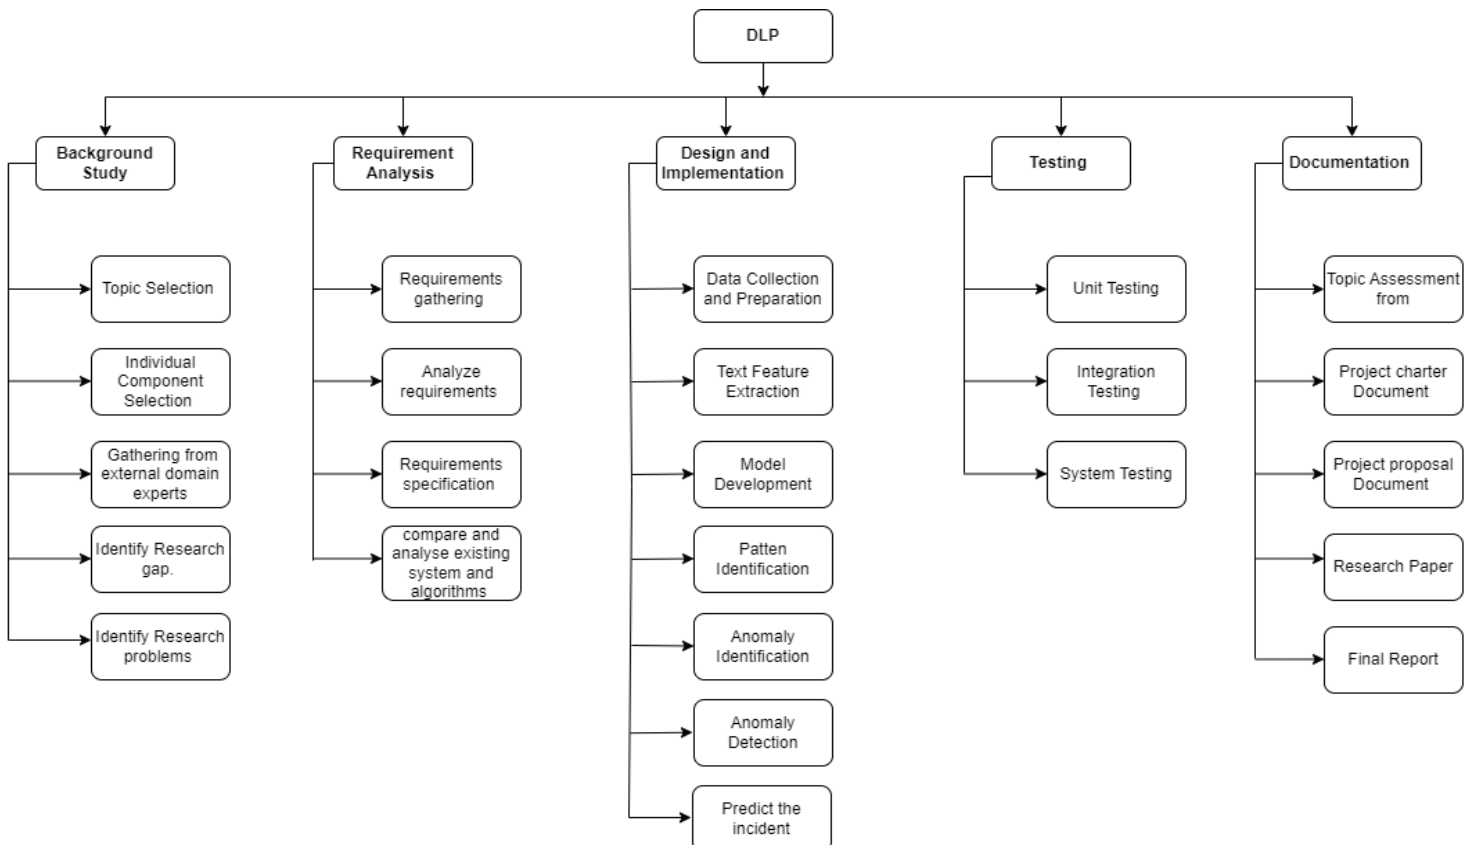 DLP
Background
Study
Topic Selection
Individual
Component
Selection
Gathering from
external domain
experts
Identify Research
gap.
Identify Research
problems
Requirement
Analysis
Requirements
gathering
Analyze
requirements
Requirements
specification
compare and
analyse existing
system and
algorithms
Design and
Implementation
Data Collection
and Preparation
Text Feature
Extraction
Model
Development
Patten
Identification
Anomaly
Identification
Anomaly
Detection
Predict the
incident
Testing
Unit Testing
Integration
Testing
System Testing
Documentation
Topic Assessment
from
Project charter
Document
Project proposal
Document
Research Paper
Final Report